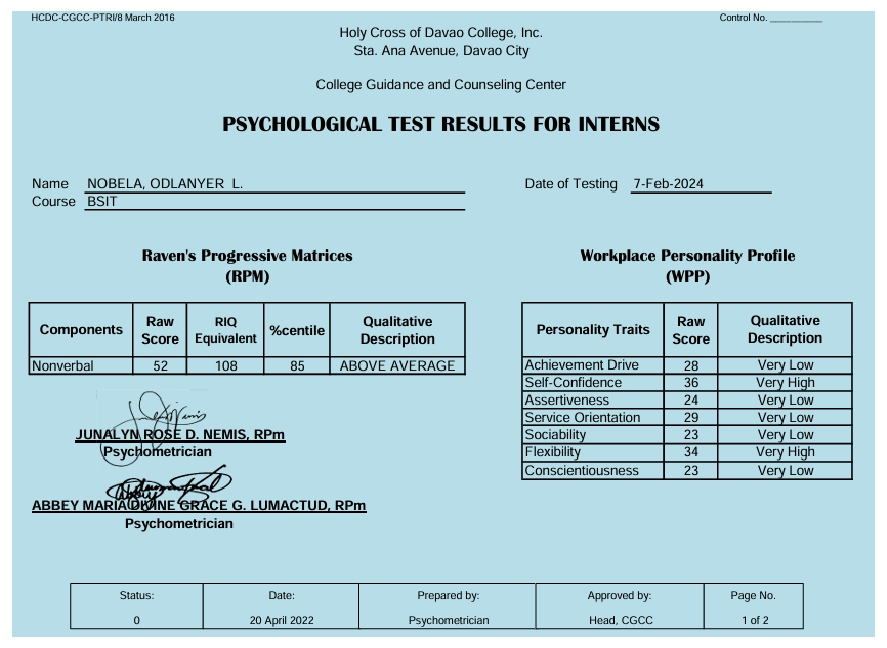 HCDC-CGCC-PTIRI/8 March 2016
Control No. __________
Holy Cross of Davao College, Inc.
Sta. Ana Avenue, Davao City
College Guidance and Counseling Center
PSYCHOLOGICAL TEST RESULTS FOR INTERNS
Name NOBELA, ODLANYER L.
Date of Testing 7-Feb-2024
Course BSIT
Raven's Progressive Matrices
(RPM)
Components Raw Score RIQ Equivalent %centile Qualitative Description
Nonverbal 52 108 85 ABOVE AVERAGE
JUNALYN ROSE D. NEMIS, RPm
Psychometrician
ABBEY MARIA DIVINE GRACE G. LUMACTUD, RPm
Psychometrician
Workplace Personality Profile
(WPP)
Personality Traits Raw Score Qualitative Description
Achievement Drive 28 Very Low
Self-Confidence 36 Very High
Assertiveness 24 Very Low
Service Orientation 29 Very Low
Sociability 23 Very Low
Flexibility 34 Very High
Conscientiousness 23 Very Low
Status: Date: Prepared by: Approved by: Page No.
0 20 April 2022 Psychometrician Head, CGCC 1 of 2